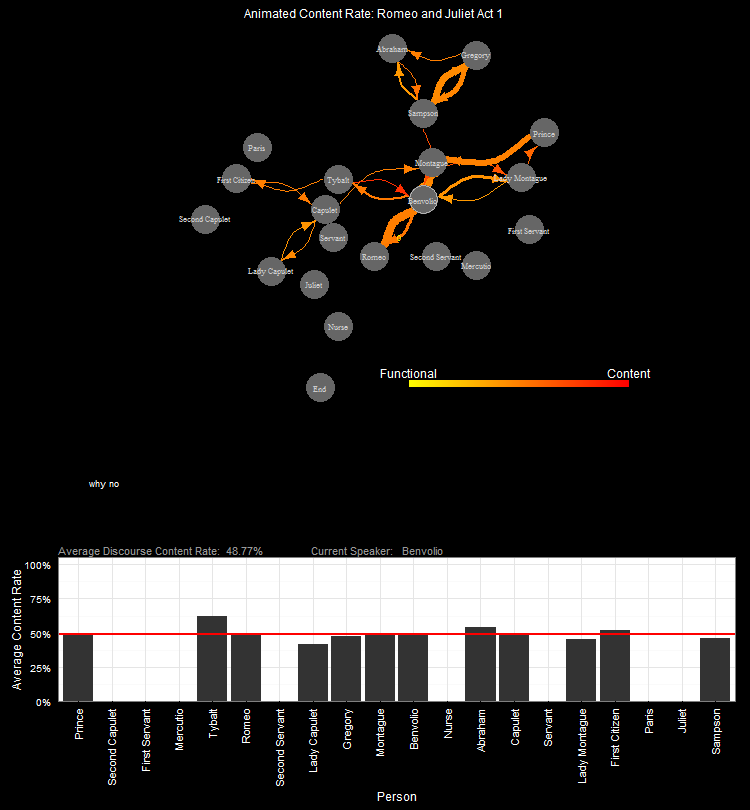 Animated Content Rate: Romeo and Juliet Act 1
Abraham
Gregory
Sampson
Prince
Paris
Montague
First Citizen
Tybalt
Lady Montague
Benvolio
Capulet
Second Capulet
First Servant
Servant
Romeo
Second Servant
Mercutio
Lady Capulet
Juliet
Nurse
Functional
Content
End
why no
Average Discourse Content Rate: 48.77%
Current Speaker: Benvolio
100%
75%
50%
25%
0%
Average Content Rate
Prince
Second Capulet
First Servant
Mercutio
Tybalt
Romeo
Second Servant
Lady Capulet
Gregory
Montague
Benvolio
Nurse
Abraham
Capulet
Servant
Lady Montague
First Citizen
Paris
Juliet
Sampson
Person